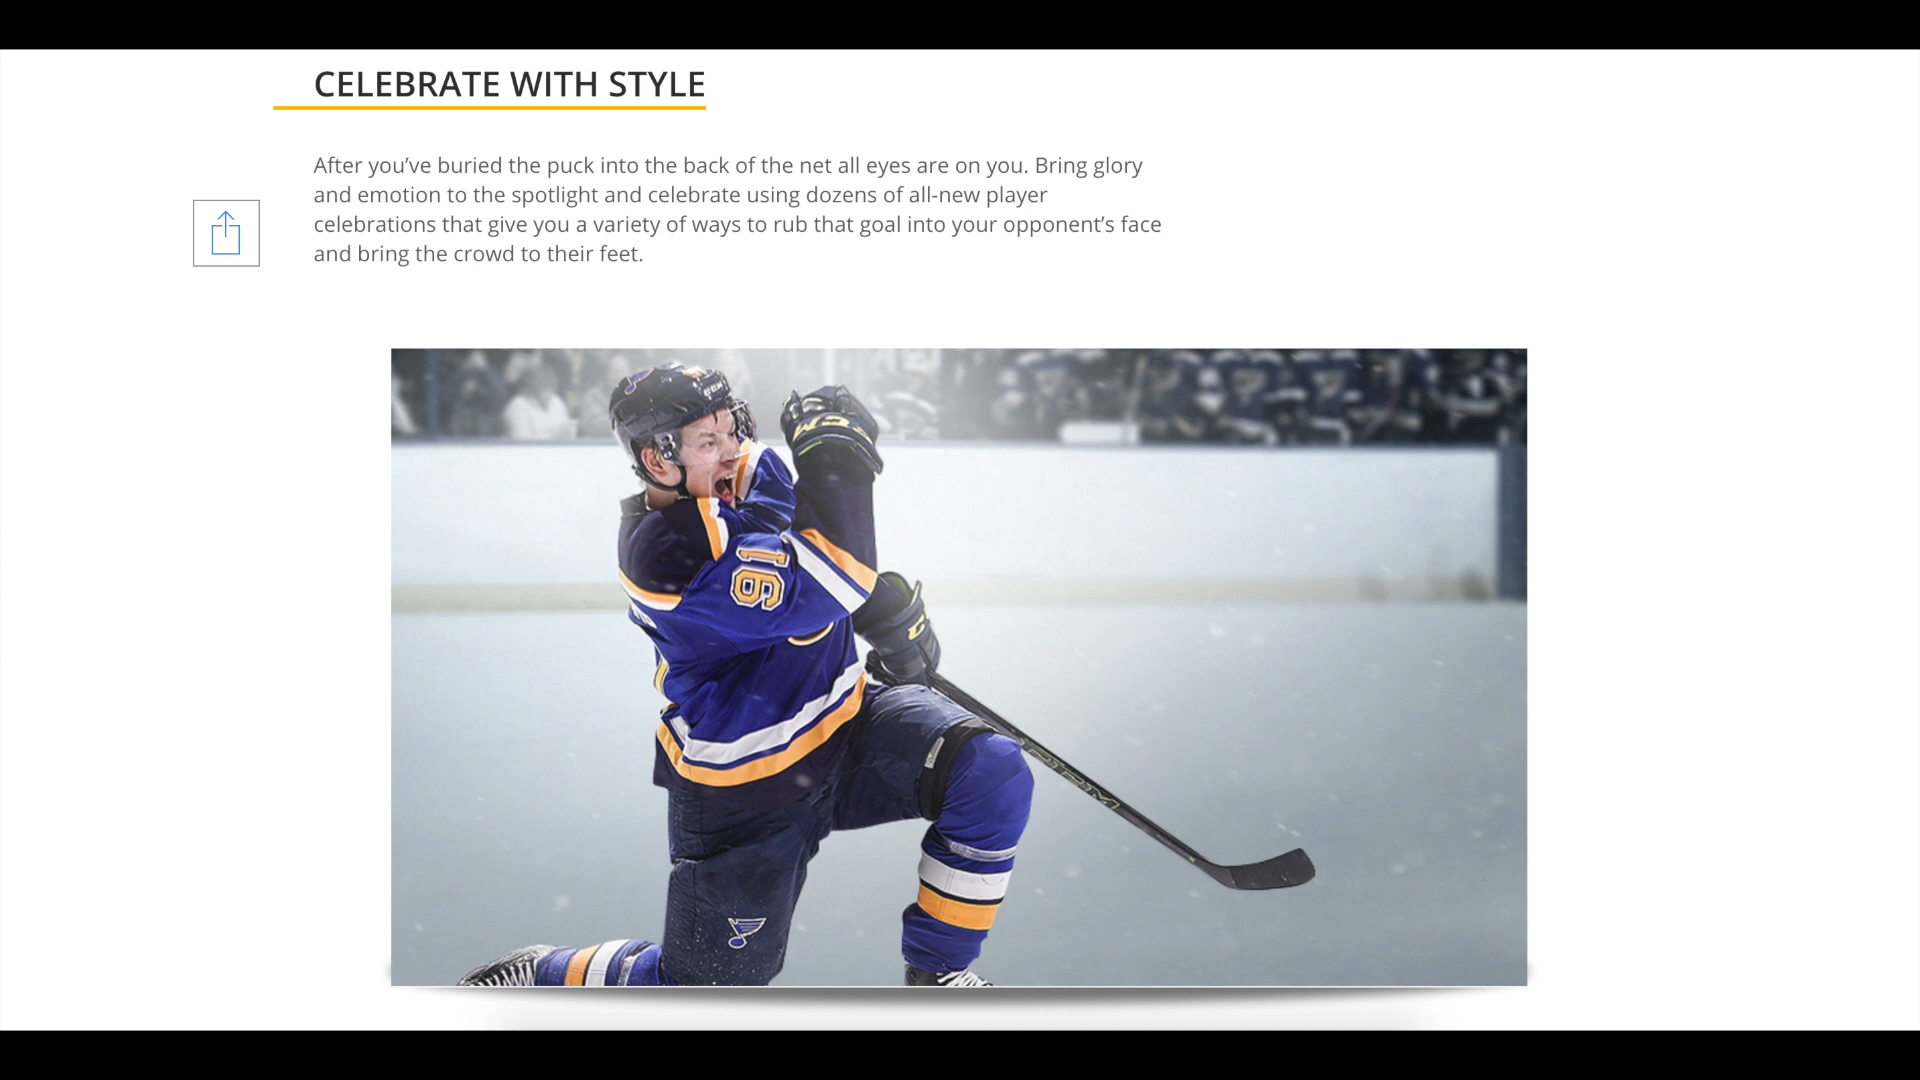 CELEBRATE WITH STYLE
After you’ve buried the puck into the back of the net all eyes are on you. Bring glory
and emotion to the spotlight and celebrate using dozens of all-new player
celebrations that give you a variety of ways to rub that goal into your opponent’s face
and bring the crowd to their feet.
CCM
CCM
91
CCM